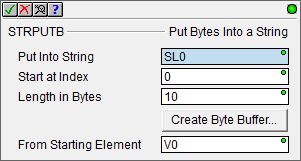 STRPUTB Put Bytes Into a String
Put Into String SL0
Start at Index 0
Length in Bytes 10
Create Byte Buffer...
From Starting Element V0